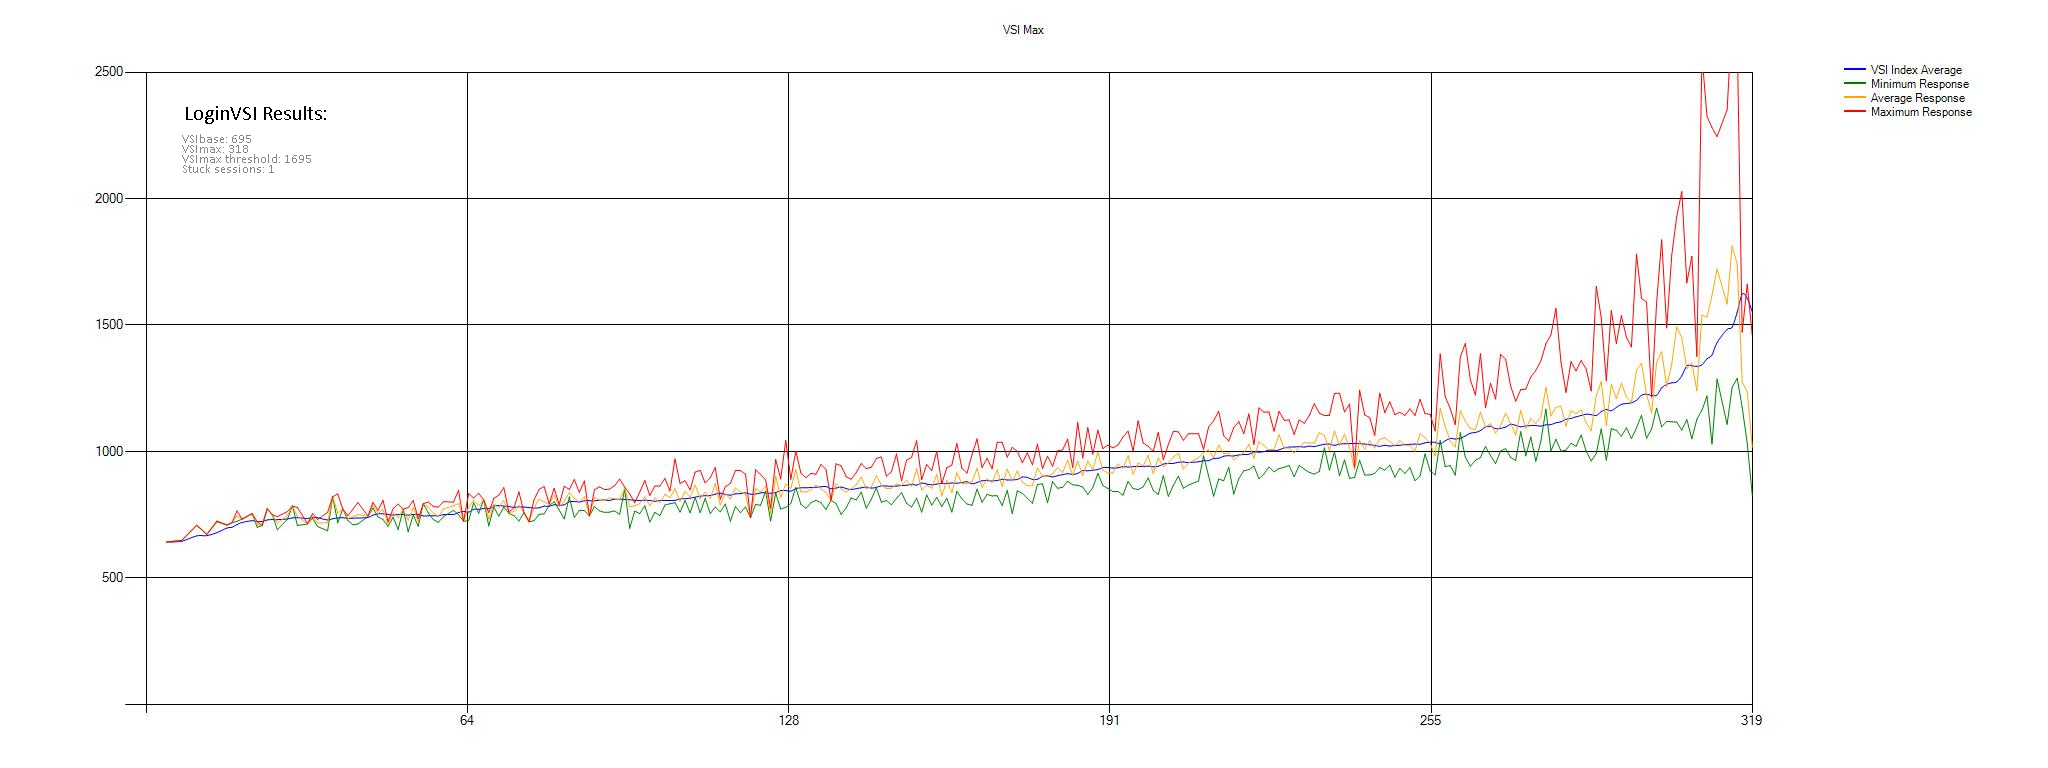 VSI Max
2500
2000
1500
1000
500
LoginVSI Results:
VSIbase: 695
VSImax: 318
VSImax threshold: 1695
Stuck sessions: 1
VSI Index Average
Minimum Response
Average Response
Maximum Response
64
128
191
255
319